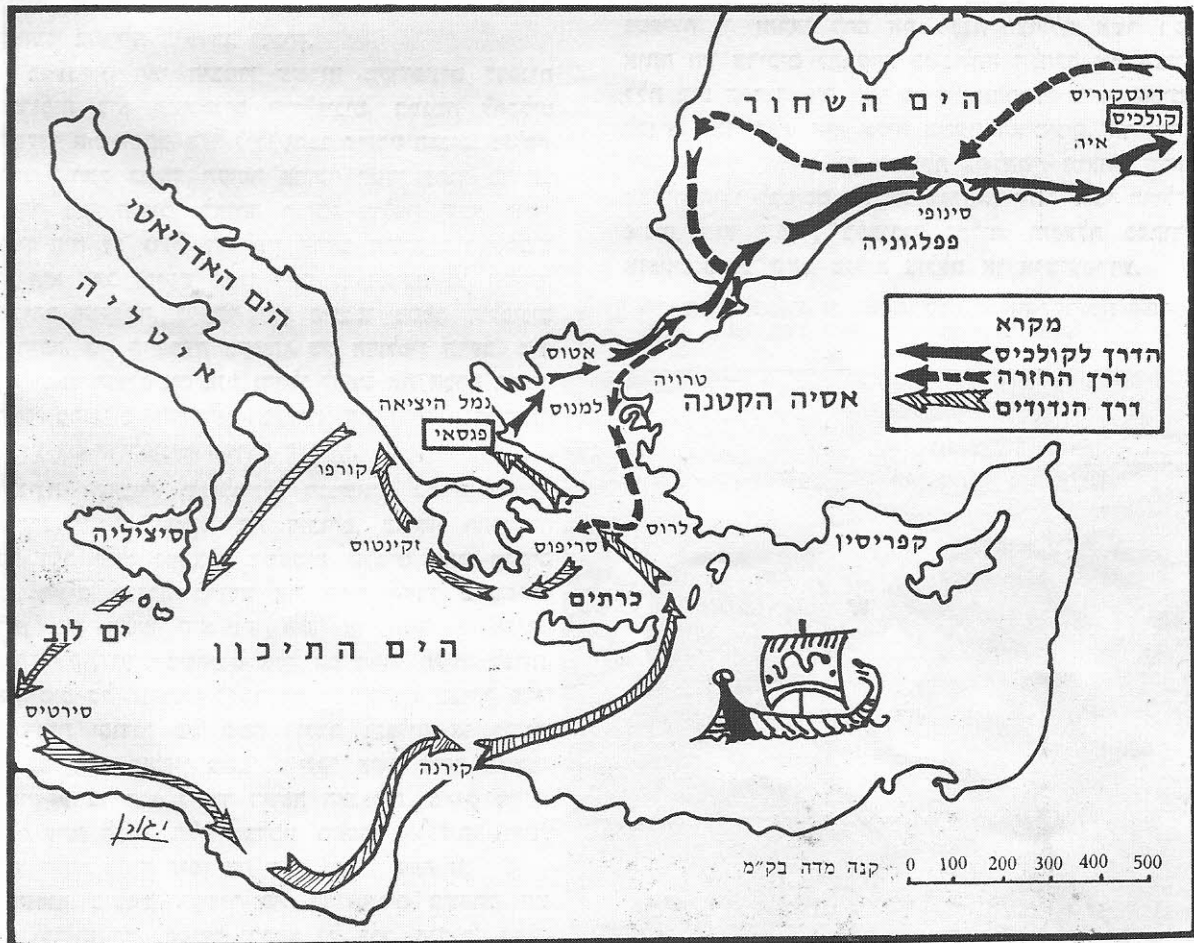 הים השחור
דיוסקוריס
קולכיס
איה
סינופי
פפלגוניה
הים האדריאטי
איטליה
מקרא
הדרך לקולכיס
דרך החזרה
דרך הנדודים
אטוס
טרויה
למנוס
אסיה הקטנה
נמל היציאה
פגסאי
קורפו
סיציליה
זקינטוס
סריפוס
לרוס
קפריסין
כרתים
ים לוב
הים התיכון
סירטיס
קירנה
יגורן
קנה מדה בק״מ 0 100 200 300 400 500